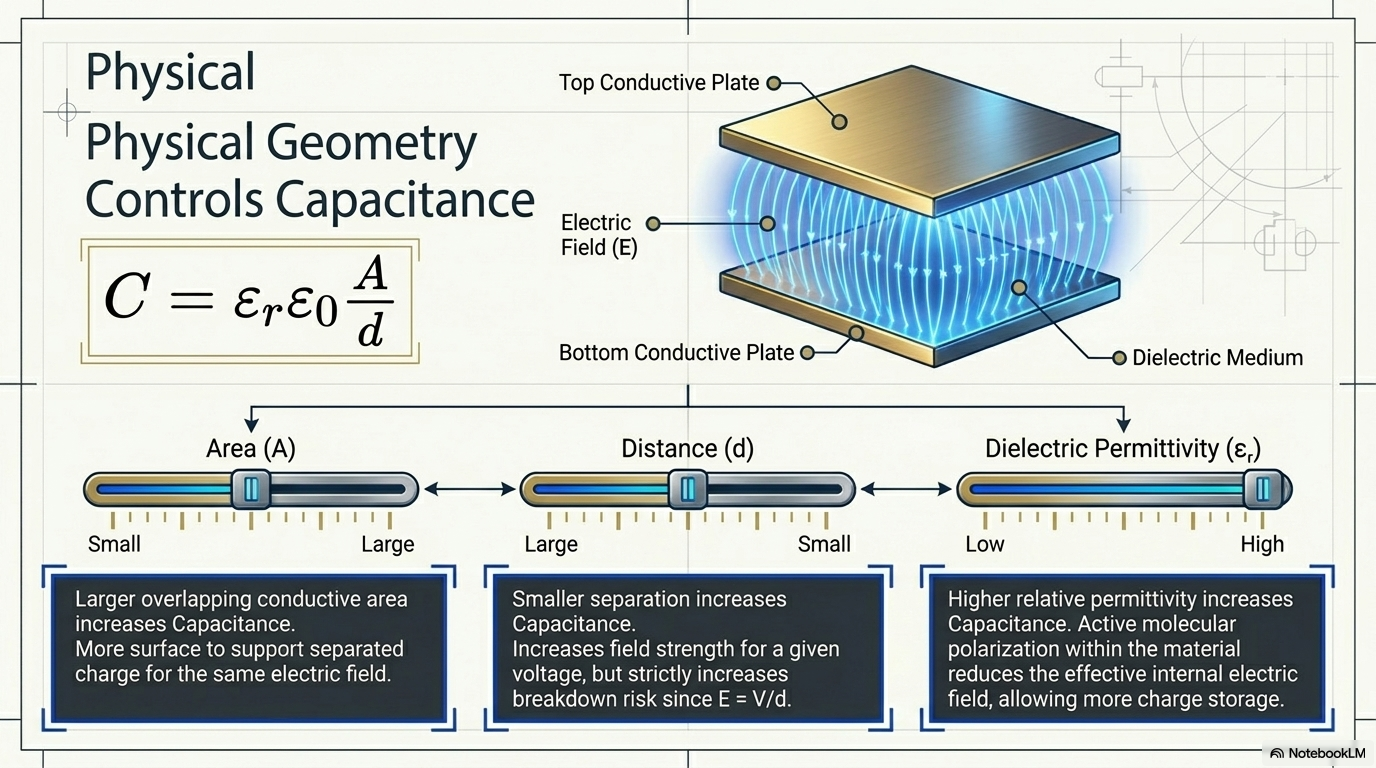 Physical
Physical Geometry
Controls Capacitance
C = εᵣε₀ A/d
Top Conductive Plate
Electric
Field (E)
Bottom Conductive Plate
Dielectric Medium
Area (A)
Small
Large
Larger overlapping conductive area
increases Capacitance.
More surface to support separated
charge for the same electric field.
Distance (d)
Large
Small
Smaller separation increases
Capacitance.
Increases field strength for a given
voltage, but strictly increases
breakdown risk since E = V/d.
Dielectric Permittivity (εᵣ)
Low
High
Higher relative permittivity increases
Capacitance. Active molecular
polarization within the material
reduces the effective internal electric
field, allowing more charge storage.
NotebookLM